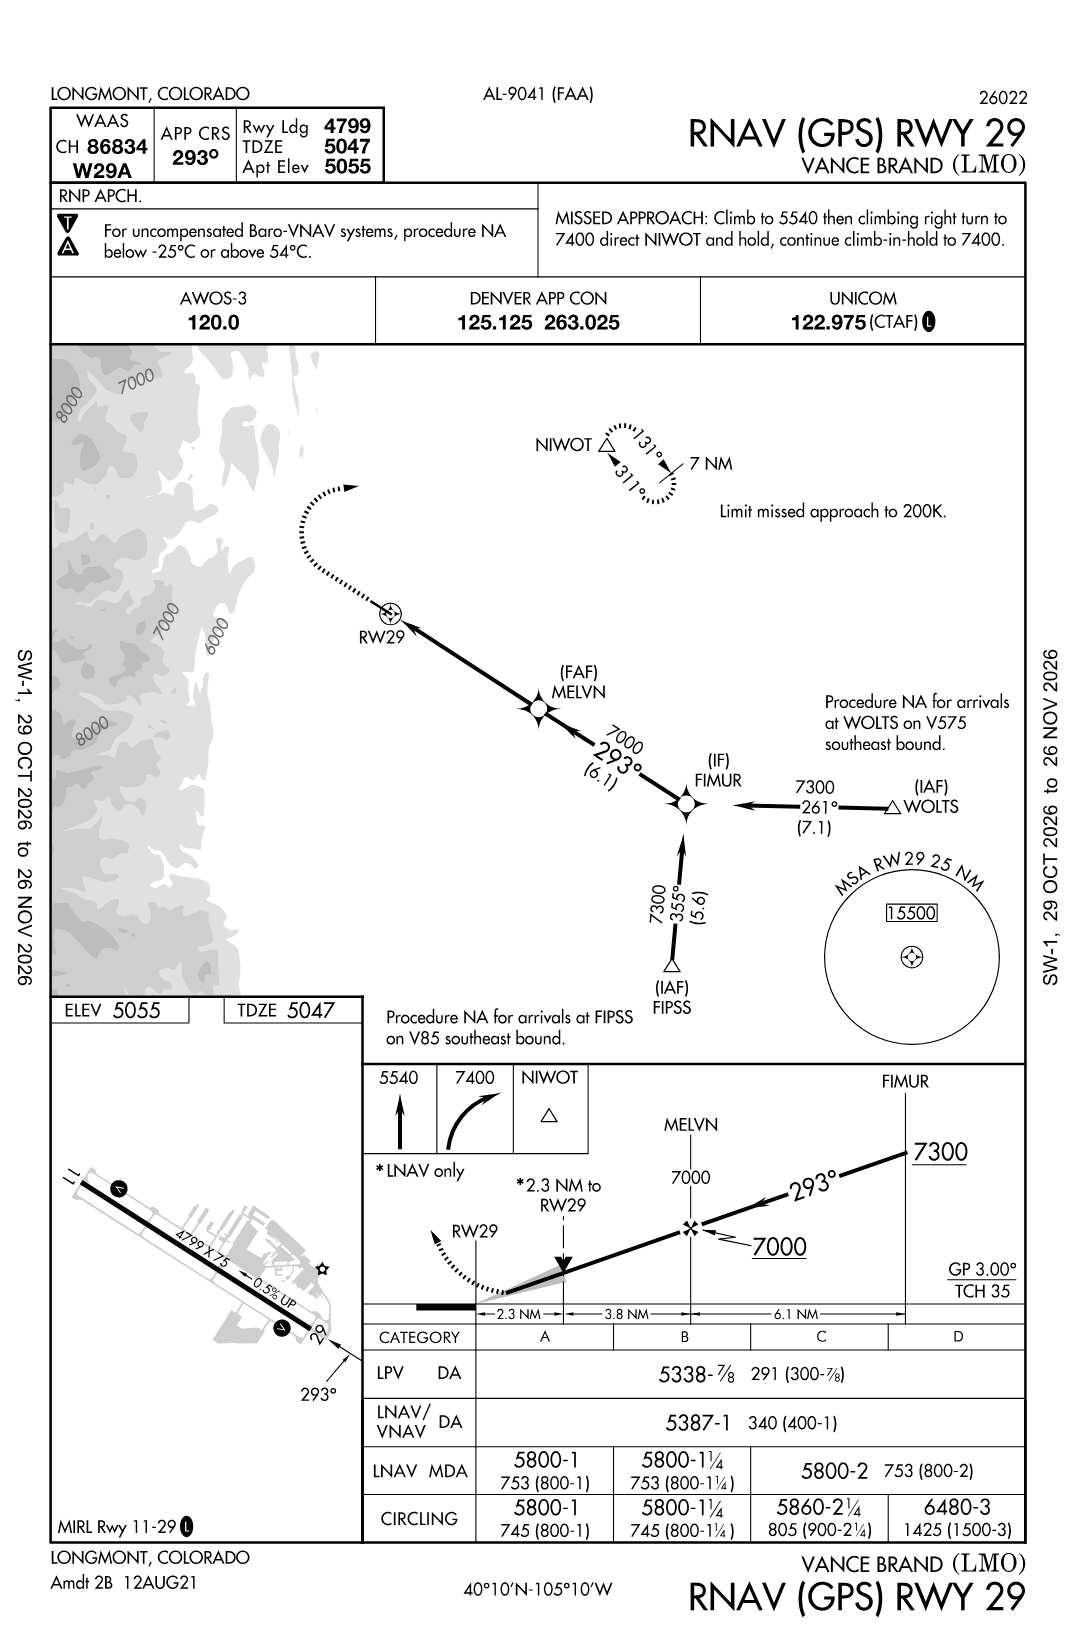 LONGMONT, COLORADO
AL-9041 (FAA)
26022
WAAS
CH 86834
W29A
APP CRS
293°
Rwy Ldg 4799
TDZE 5047
Apt Elev 5055
RNAV (GPS) RWY 29
VANCE BRAND (LMO)
RNP APCH.
T
A
For uncompensated Baro-VNAV systems, procedure NA
below -25°C or above 54°C.
MISSED APPROACH: Climb to 5540 then climbing right turn to
7400 direct NIWOT and hold, continue climb-in-hold to 7400.
AWOS-3
120.0
DENVER APP CON
125.125 263.025
UNICOM
122.975 (CTAF) L
8000
7000
NIWOT
131°
311°
7 NM
Limit missed approach to 200K.
7000
6000
8000
RW29
(FAF)
MELVN
7000
293°
(6.1)
(IF)
FIMUR
Procedure NA for arrivals
at WOLTS on V575
southeast bound.
7300
261°
(7.1)
(IAF)
WOLTS
7300
355°
(5.6)
(IAF)
FIPSS
MSA RW29 25 NM
15500
Procedure NA for arrivals at FIPSS
on V85 southeast bound.
SW-1, 29 OCT 2026 to 26 NOV 2026
SW-1, 29 OCT 2026 to 26 NOV 2026
ELEV 5055
TDZE 5047
11
V
4799 X 75
0.5% UP
V
29
293°
MIRL Rwy 11-29 L
5540
7400
NIWOT
*LNAV only
RW29
*2.3 NM to
RW29
MELVN
7000
7000
293°
FIMUR
7300
GP 3.00°
TCH 35
2.3 NM
3.8 NM
6.1 NM
CATEGORY A B C D
LPV DA 5338-⅞ 291 (300-⅞)
LNAV/
VNAV DA 5387-1 340 (400-1)
LNAV MDA
5800-1
753 (800-1)
5800-1¼
753 (800-1¼)
5800-2 753 (800-2)
CIRCLING
5800-1
745 (800-1)
5800-1¼
745 (800-1¼)
5860-2¼
805 (900-2¼)
6480-3
1425 (1500-3)
LONGMONT, COLORADO
Amdt 2B 12AUG21
40°10'N-105°10'W
VANCE BRAND (LMO)
RNAV (GPS) RWY 29